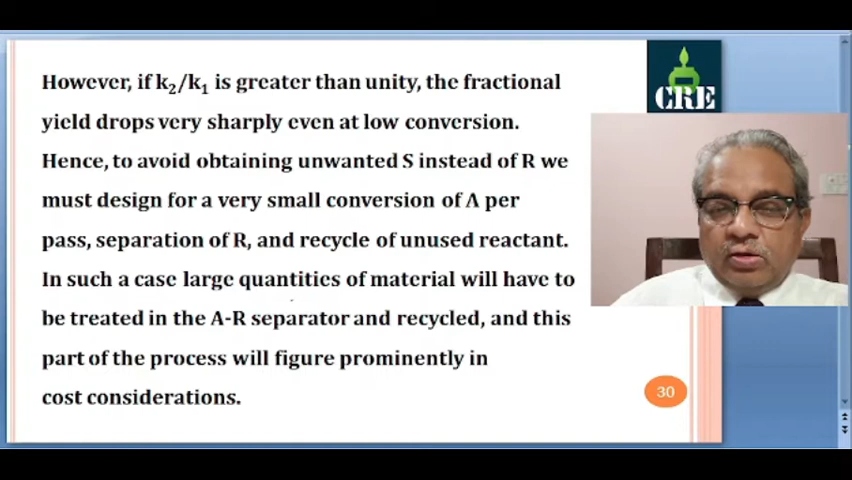 However, if k₂/k₁ is greater than unity, the fractional
yield drops very sharply even at low conversion.
Hence, to avoid obtaining unwanted S instead of R we
must design for a very small conversion of A per
pass, separation of R, and recycle of unused reactant.
In such a case large quantities of material will have to
be treated in the A-R separator and recycled, and this
part of the process will figure prominently in
cost considerations.
CRE
30